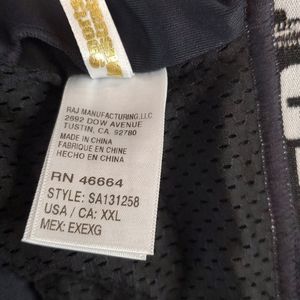 RAJ MANUFACTURING,LLC
2692 DOW AVENUE
TUSTIN, CA 92780
MADE IN CHINA
FABRIQUE EN CHINE
HECHO EN CHINA
RN 46664
STYLE: SA131258
USA / CA: XXL
MEX: EXEXG